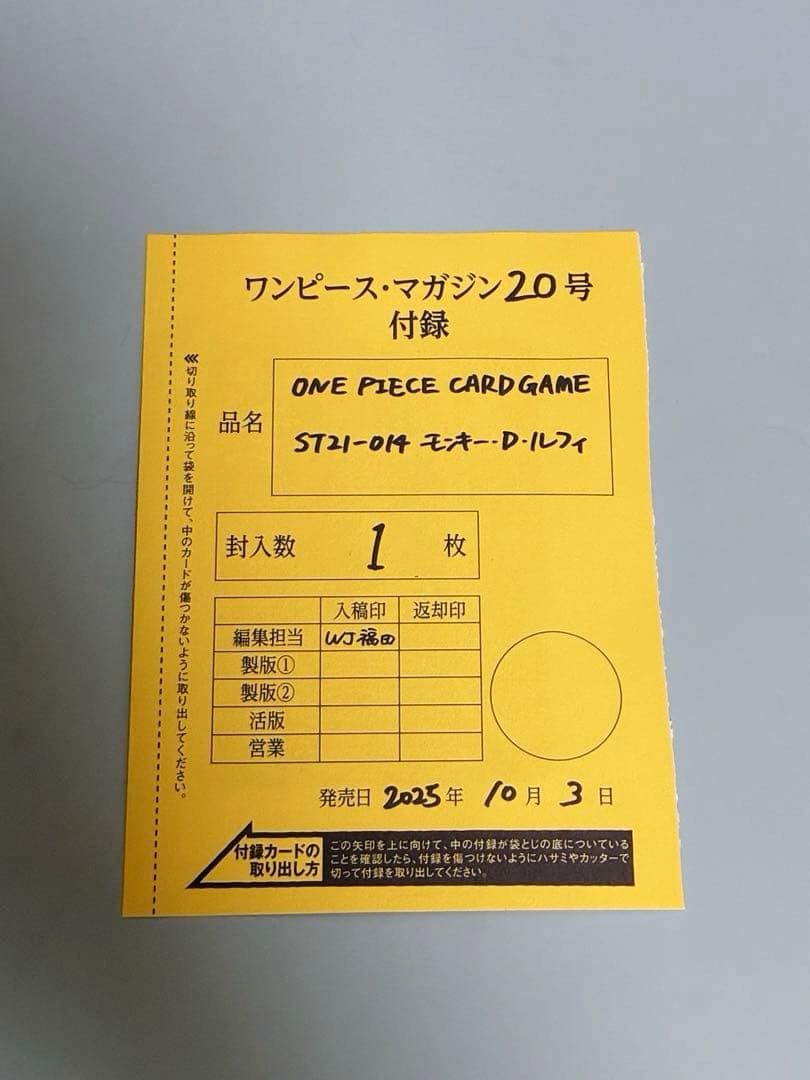 ワンピース・マガジン20号
付録
品名
ONE PIECE CARD GAME
ST21-014 モンキー・D・ルフィ
封入数 1 枚
入稿印 返却印
編集担当 WJ福田
製版①
製版②
活版
営業
発売日 2025年 10月 3日
付録カードの
取り出し方
この矢印を上に向けて、中の付録が袋とじの底についている
ことを確認したら、付録を傷つけないようにハサミやカッターで
切って付録を取り出してください。
切り取り線に沿って袋を開けて、中のカードが傷つかないように取り出してください。